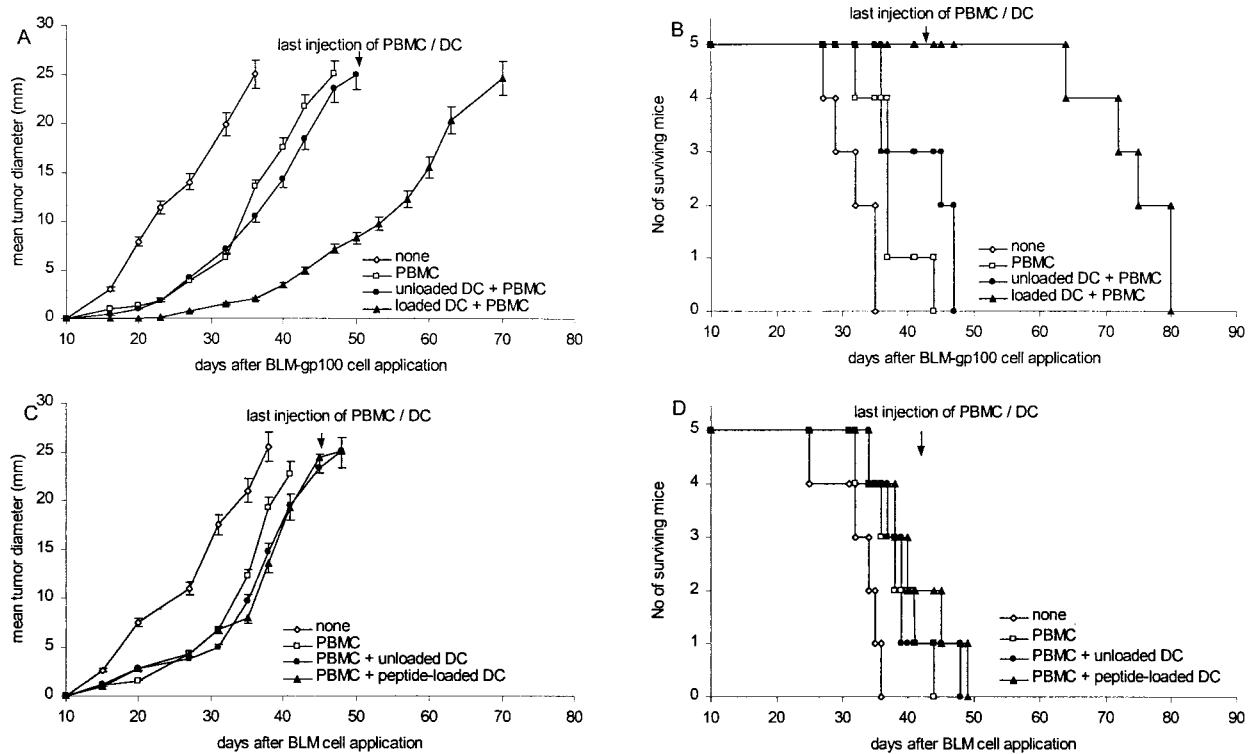 A
last injection of PBMC / DC
mean tumor diameter (mm)
30
25
20
15
10
5
0
none
PBMC
unloaded DC + PBMC
loaded DC + PBMC
10 20 30 40 50 60 70 80
days after BLM-gp100 cell application
B
last injection of PBMC / DC
No of surviving mice
5
4
3
2
1
0
none
PBMC
unloaded DC + PBMC
loaded DC + PBMC
10 20 30 40 50 60 70 80 90
days after BLM-gp100 cell application
C
last injection of PBMC / DC
mean tumor diameter (mm)
30
25
20
15
10
5
0
none
PBMC
PBMC + unloaded DC
PBMC + peptide-loaded DC
10 20 30 40 50 60 70 80
days after BLM cell application
D
last injection of PBMC / DC
No of surviving mice
5
4
3
2
1
0
none
PBMC
PBMC + unloaded DC
PBMC + peptide-loaded DC
10 20 30 40 50 60 70 80 90
days after BLM cell application